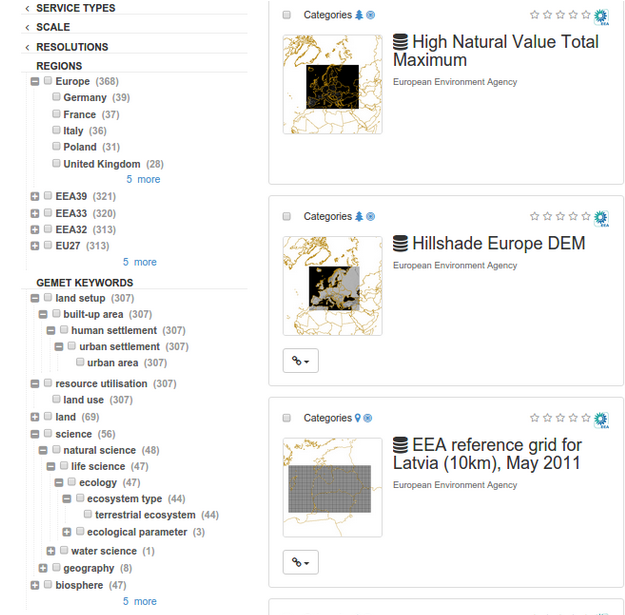 SERVICE TYPES
SCALE
RESOLUTIONS
REGIONS
Europe (368)
Germany (39)
France (37)
Italy (36)
Poland (31)
United Kingdom (28)
5 more
EEA39 (321)
EEA33 (320)
EEA32 (313)
EU27 (313)
5 more
GEMET KEYWORDS
land setup (307)
built-up area (307)
human settlement (307)
urban settlement (307)
urban area (307)
resource utilisation (307)
land use (307)
land (69)
science (56)
natural science (48)
life science (47)
ecology (47)
ecosystem type (44)
terrestrial ecosystem (44)
ecological parameter (3)
water science (1)
geography (8)
biosphere (47)
5 more
Categories
EEA
High Natural Value Total
Maximum
European Environment Agency
Categories
EEA
Hillshade Europe DEM
European Environment Agency
Categories
EEA
EEA reference grid for
Latvia (10km), May 2011
European Environment Agency